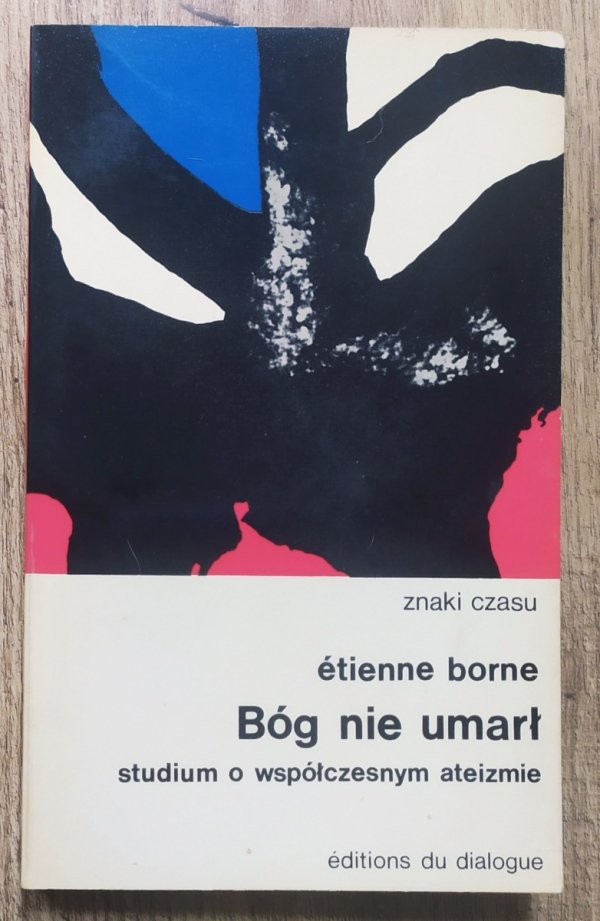 znaki czasu
étienne borne
Bóg nie umarł
studium o współczesnym ateizmie
éditions du dialogue